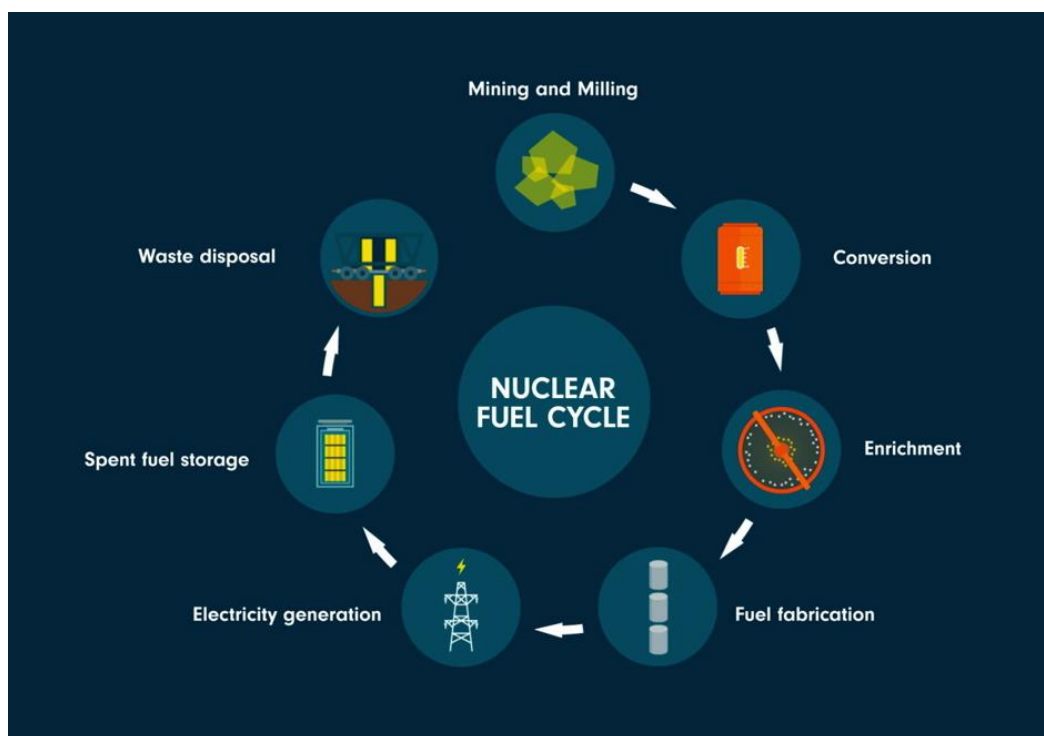 Mining and Milling
Conversion
Enrichment
Fuel fabrication
Electricity generation
Spent fuel storage
Waste disposal
NUCLEAR
FUEL CYCLE